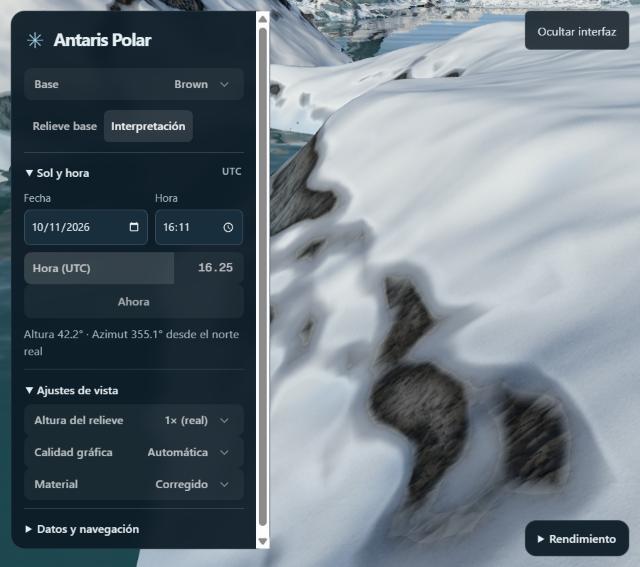 Antaris Polar
Ocultar interfaz
Base Brown
Relieve base Interpretación
▼ Sol y hora UTC
Fecha Hora
10/11/2026 16:11
Hora (UTC) 16.25
Ahora
Altura 42.2° · Azimut 355.1° desde el norte
real
▼ Ajustes de vista
Altura del relieve 1× (real)
Calidad gráfica Automática
Material Corregido
▶ Datos y navegación
▶ Rendimiento